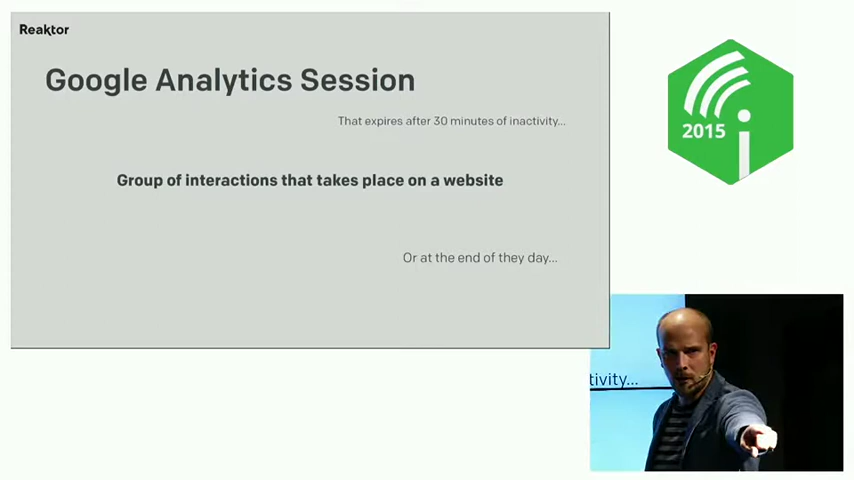 Reaktor
Google Analytics Session
That expires after 30 minutes of inactivity...
Group of interactions that takes place on a website
Or at the end of they day...
2015
tivity...